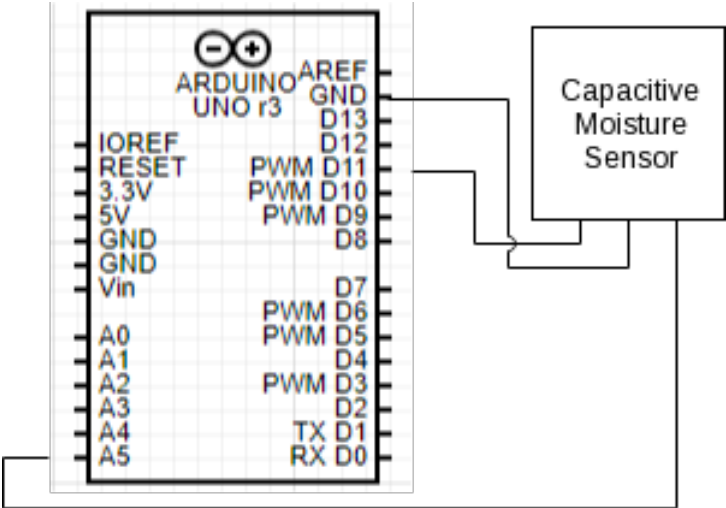 ARDUINO
UNO r3
IOREF
RESET
3.3V
5V
GND
GND
Vin
A0
A1
A2
A3
A4
A5
AREF
GND
D13
D12
PWM D11
PWM D10
PWM D9
D8
D7
PWM D6
PWM D5
D4
PWM D3
D2
TX D1
RX D0
Capacitive
Moisture
Sensor